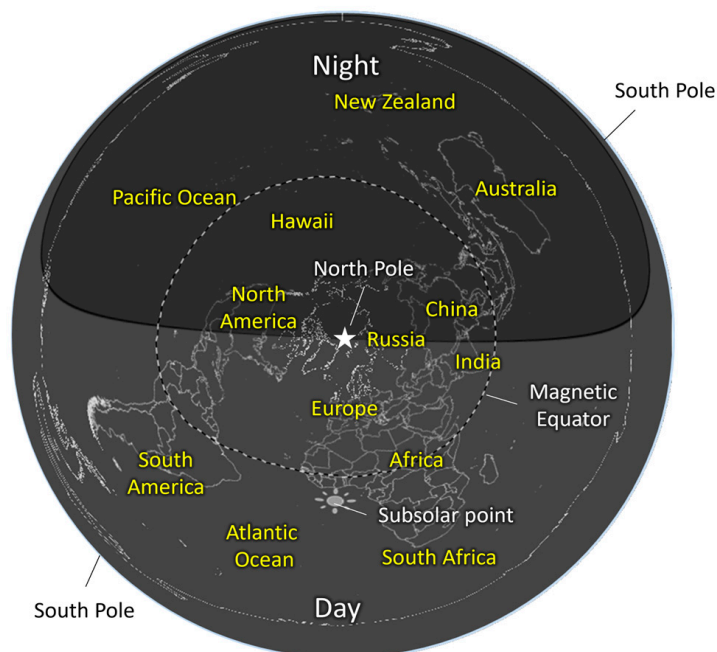 Night
New Zealand
South Pole
Australia
Pacific Ocean
Hawaii
North Pole
North
America
China
Russia
India
Magnetic
Equator
Europe
South
America
Africa
Subsolar point
Atlantic
Ocean
South Africa
South Pole
Day